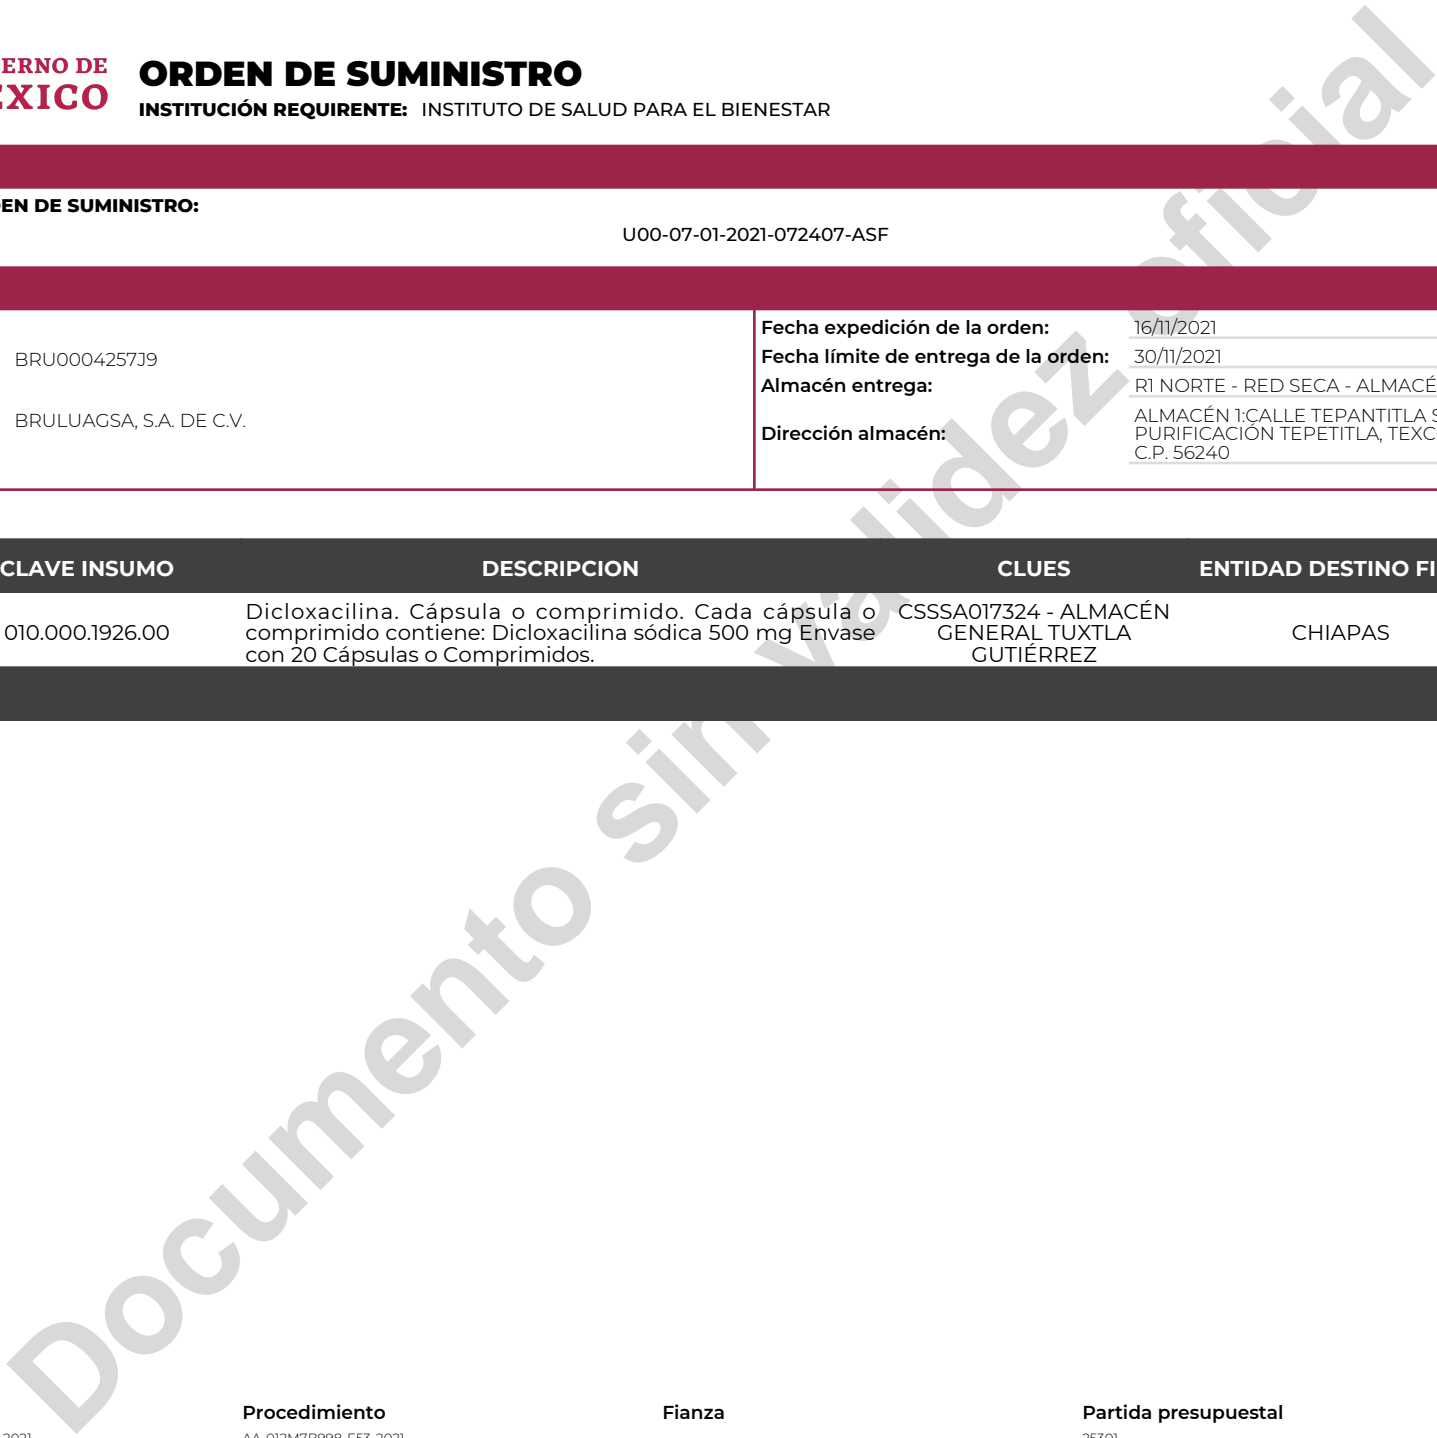 ERNO DE
ÉXICO
ORDEN DE SUMINISTRO
INSTITUCIÓN REQUIRENTE: INSTITUTO DE SALUD PARA EL BIENESTAR
EN DE SUMINISTRO:
U00-07-01-2021-072407-ASF
BRU0004257J9
BRULUAGSA, S.A. DE C.V.
Fecha expedición de la orden: 16/11/2021
Fecha límite de entrega de la orden: 30/11/2021
Almacén entrega: R1 NORTE - RED SECA - ALMACÉ
Dirección almacén:
ALMACÉN 1:CALLE TEPANTITLA S
PURIFICACIÓN TEPETITLA, TEXC
C.P. 56240
CLAVE INSUMO DESCRIPCION CLUES ENTIDAD DESTINO FI
010.000.1926.00
Dicloxacilina. Cápsula o comprimido. Cada cápsula o
comprimido contiene: Dicloxacilina sódica 500 mg Envase
con 20 Cápsulas o Comprimidos.
CSSSA017324 - ALMACÉN
GENERAL TUXTLA
GUTIÉRREZ
CHIAPAS
Documento sin validez oficial
Procedimiento Fianza Partida presupuestal